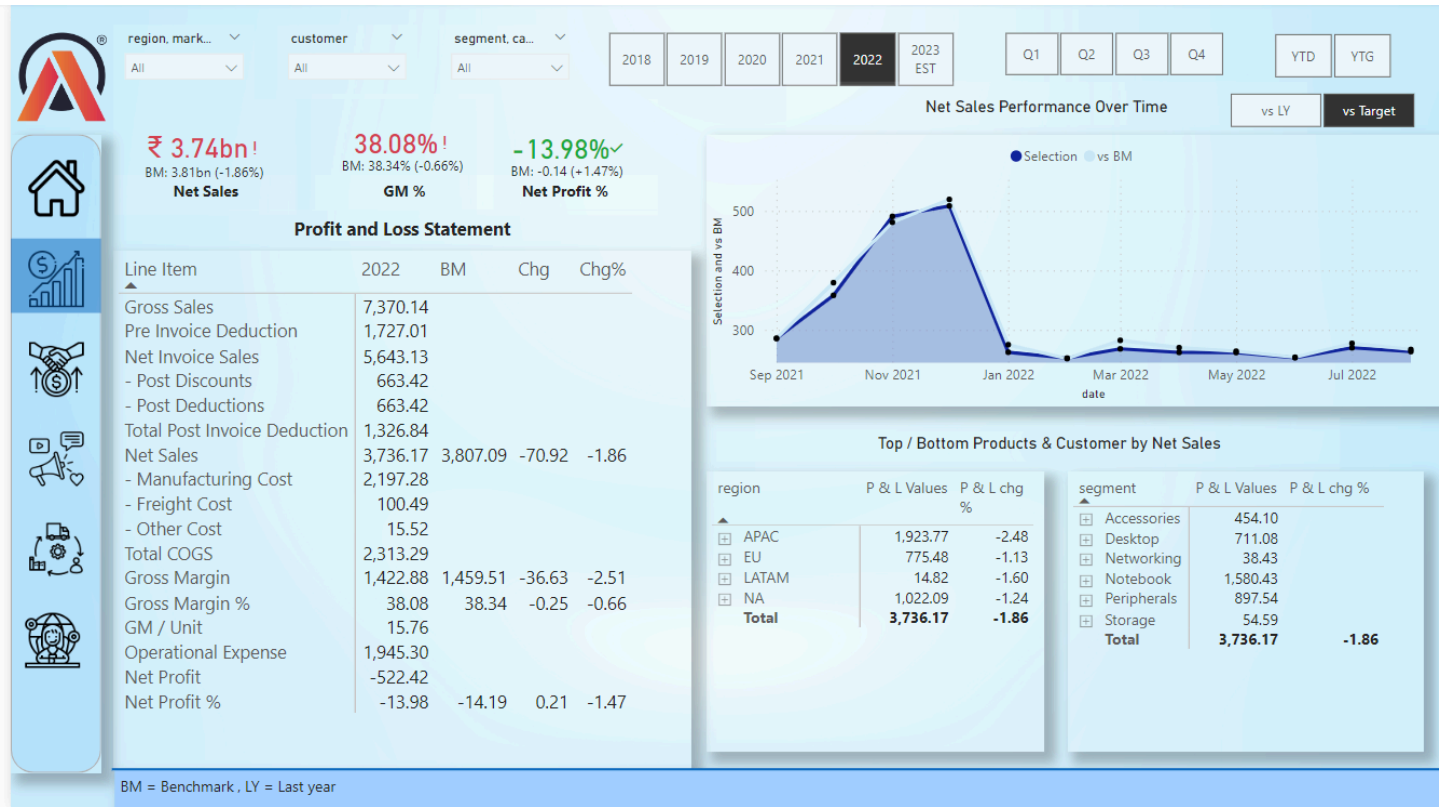 ®
region, mark...
customer
segment, ca...
All
All
All
2018
2019
2020
2021
2022
2023
EST
Q1
Q2
Q3
Q4
YTD
YTG
Net Sales Performance Over Time
vs LY
vs Target
₹ 3.74bn!
BM: 3.81bn (-1.86%)
Net Sales
38.08%!
BM: 38.34% (-0.66%)
GM %
-13.98%✓
BM: -0.14 (+1.47%)
Net Profit %
Profit and Loss Statement
Line Item 2022 BM Chg Chg%
Gross Sales 7,370.14
Pre Invoice Deduction 1,727.01
Net Invoice Sales 5,643.13
- Post Discounts 663.42
- Post Deductions 663.42
Total Post Invoice Deduction 1,326.84
Net Sales 3,736.17 3,807.09 -70.92 -1.86
- Manufacturing Cost 2,197.28
- Freight Cost 100.49
- Other Cost 15.52
Total COGS 2,313.29
Gross Margin 1,422.88 1,459.51 -36.63 -2.51
Gross Margin % 38.08 38.34 -0.25 -0.66
GM / Unit 15.76
Operational Expense 1,945.30
Net Profit -522.42
Net Profit % -13.98 -14.19 0.21 -1.47
Selection vs BM
Selection and vs BM
500
400
300
Sep 2021 Nov 2021 Jan 2022 Mar 2022 May 2022 Jul 2022
date
Top / Bottom Products & Customer by Net Sales
region P & L Values P & L chg
%
APAC 1,923.77 -2.48
EU 775.48 -1.13
LATAM 14.82 -1.60
NA 1,022.09 -1.24
Total 3,736.17 -1.86
segment P & L Values P & L chg %
Accessories 454.10
Desktop 711.08
Networking 38.43
Notebook 1,580.43
Peripherals 897.54
Storage 54.59
Total 3,736.17 -1.86
BM = Benchmark , LY = Last year